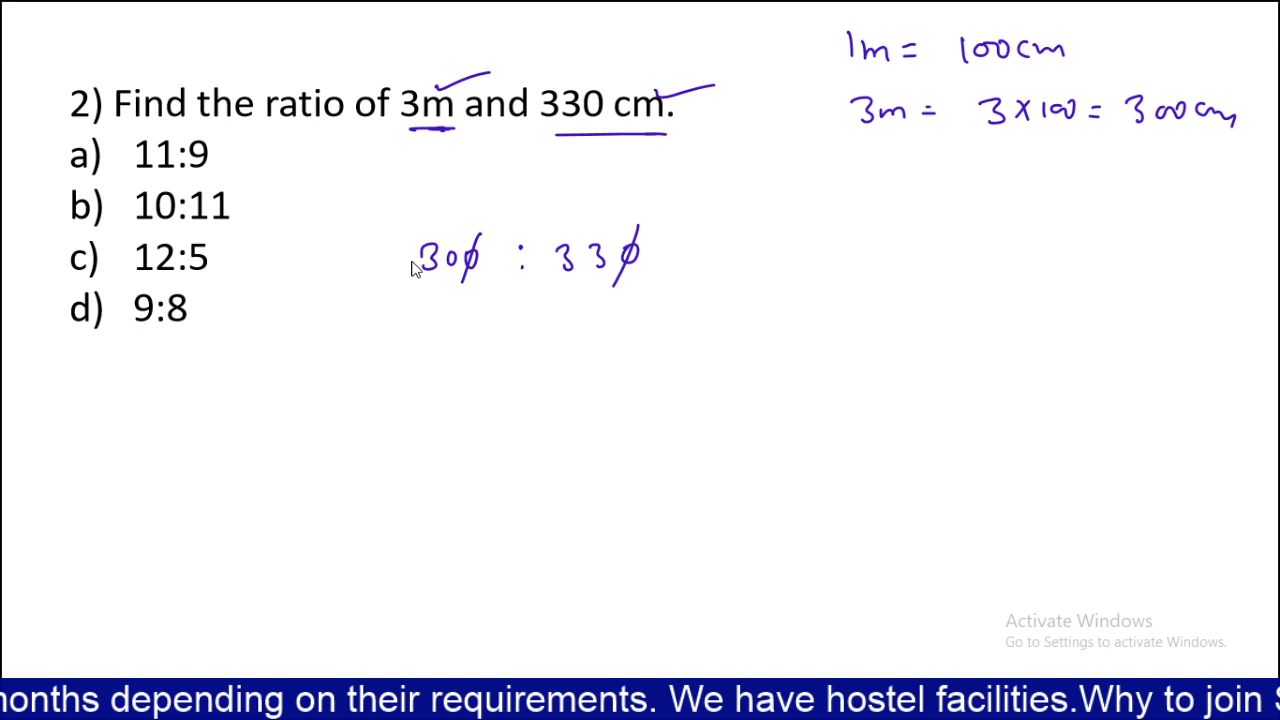 1m = 100cm
2) Find the ratio of 3m and 330 cm.
3m = 3×100 = 300cm
a) 11:9
b) 10:11
c) 12:5
300 : 330
d) 9:8
Activate Windows
Go to Settings to activate Windows.
months depending on their requirements. We have hostel facilities.Why to join